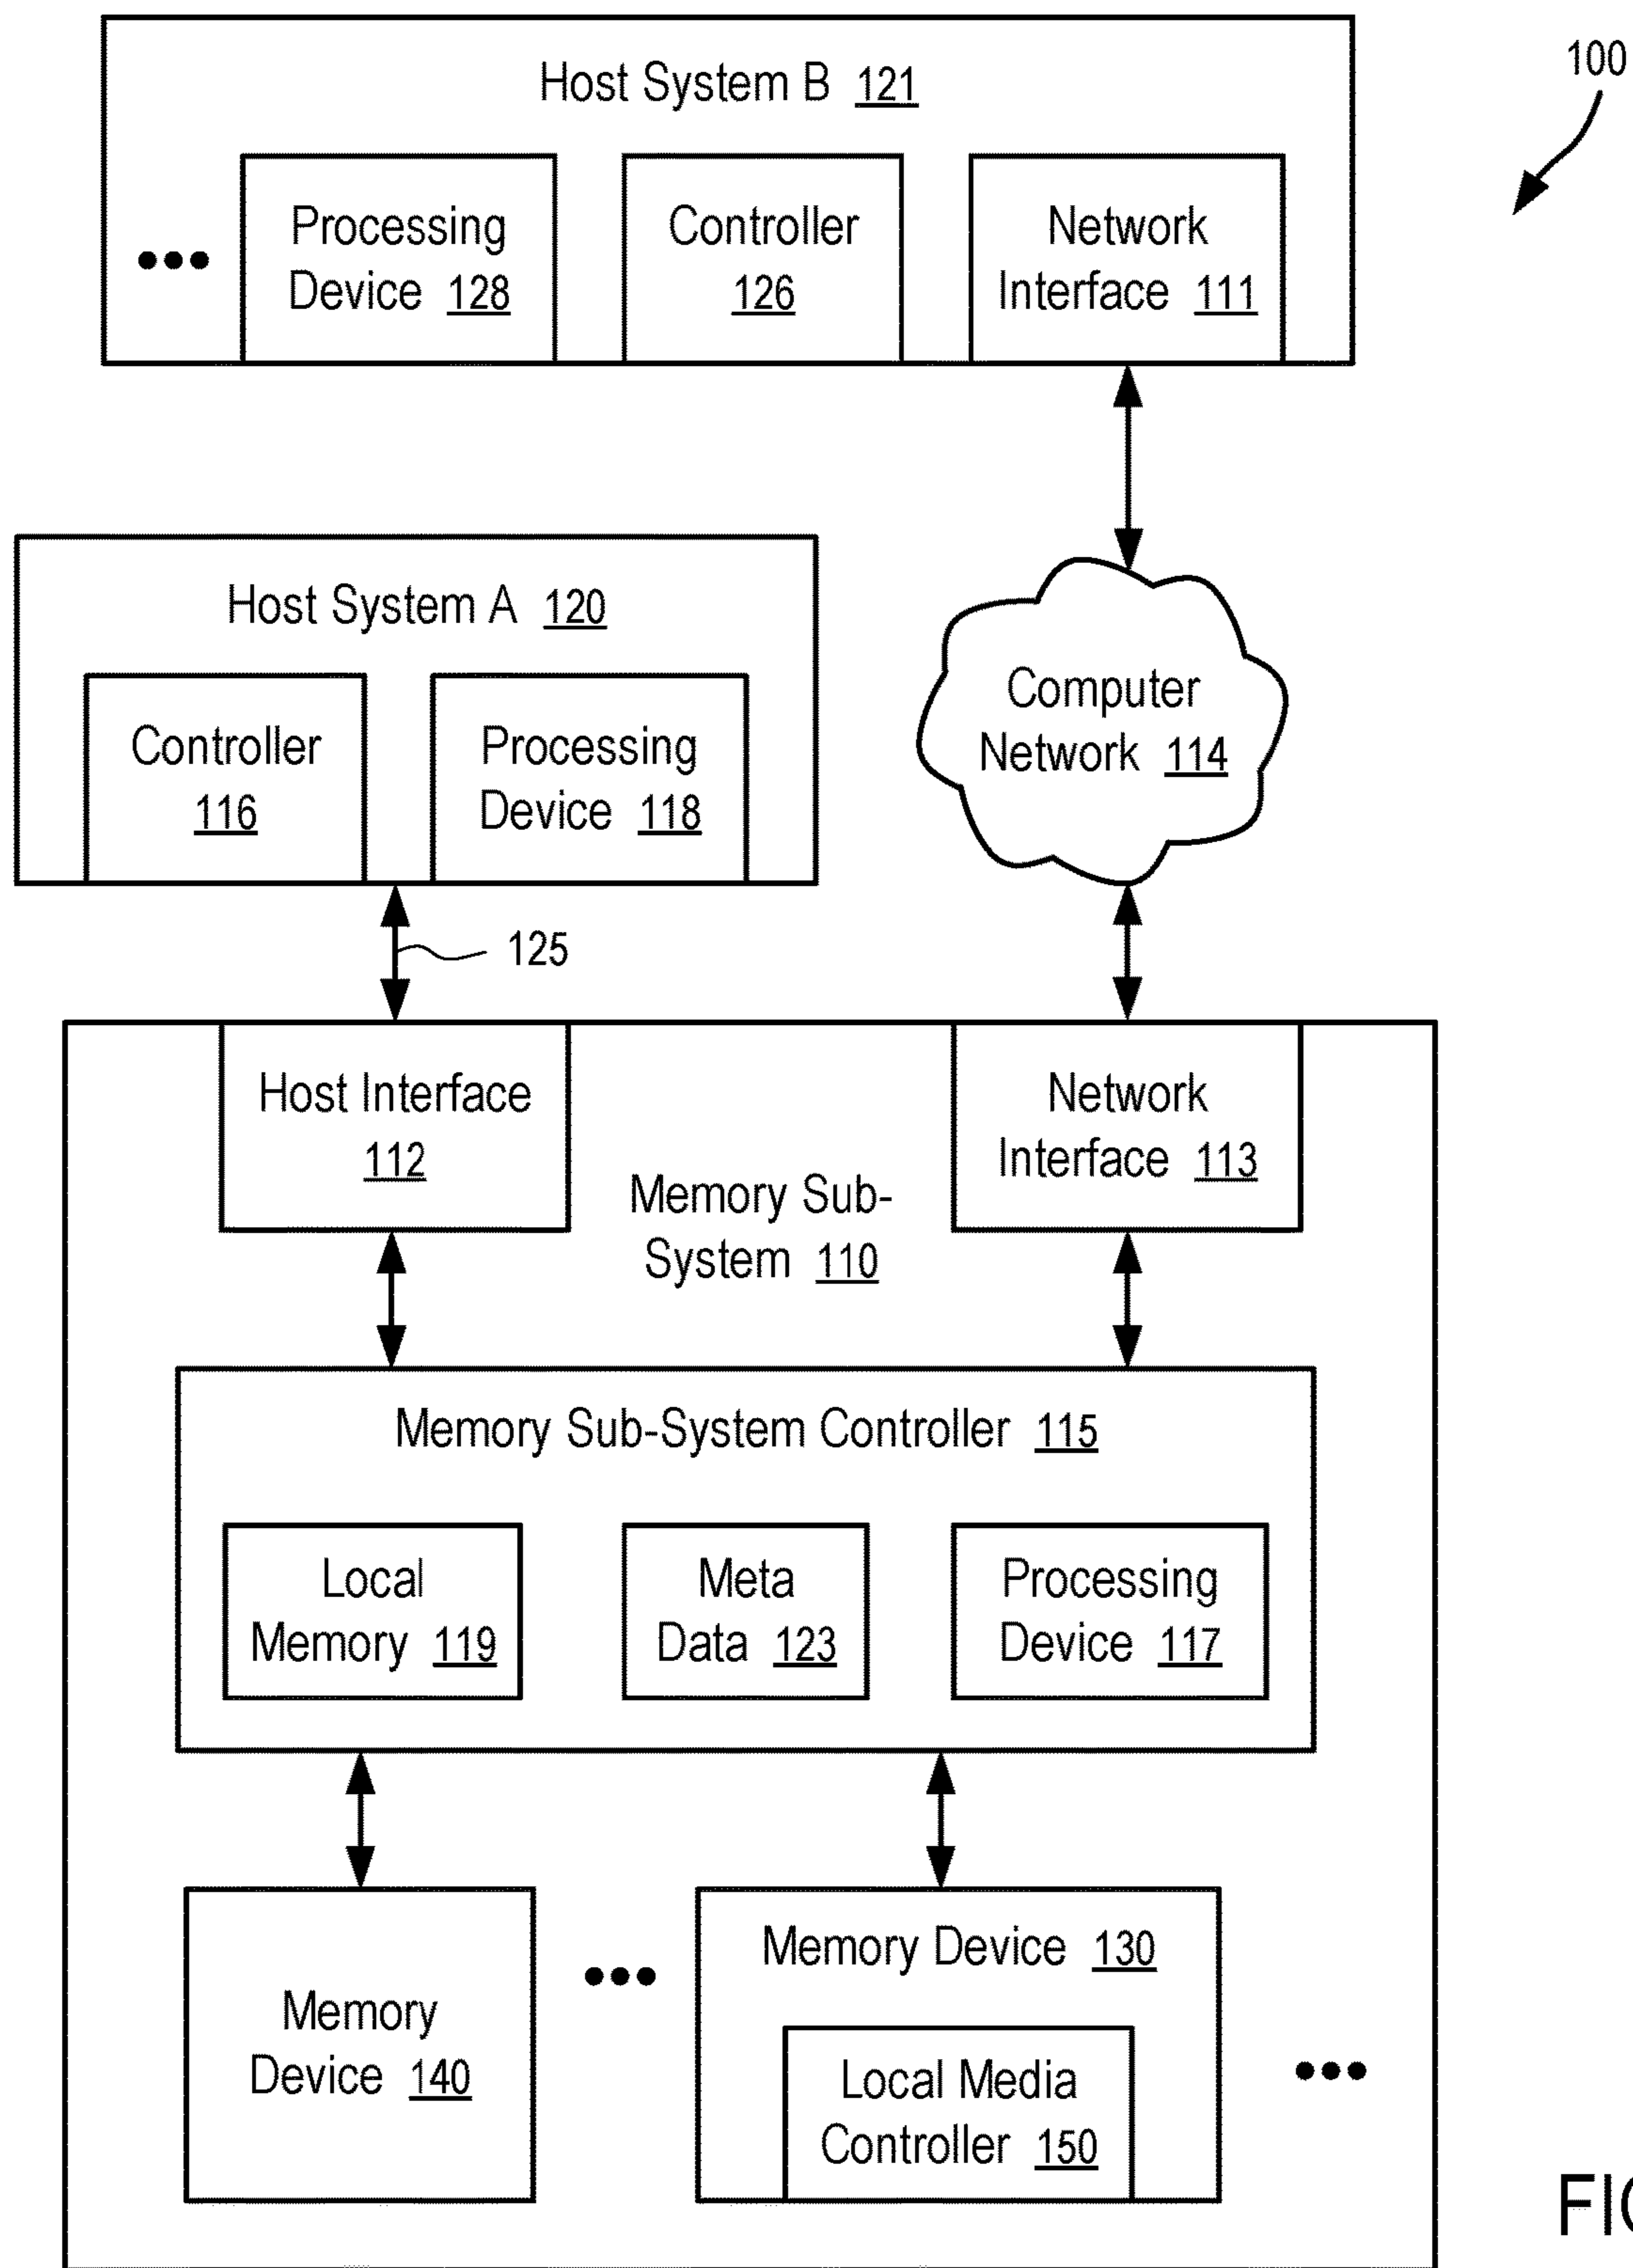 100
Host System B 121
Processing
Device 128
Controller
126
Network
Interface 111
Host System A 120
Controller
116
Processing
Device 118
Computer
Network 114
125
Host Interface
112
Network
Interface 113
Memory Sub-
System 110
Memory Sub-System Controller 115
Local
Memory 119
Meta
Data 123
Processing
Device 117
Memory
Device 140
Memory Device 130
Local Media
Controller 150